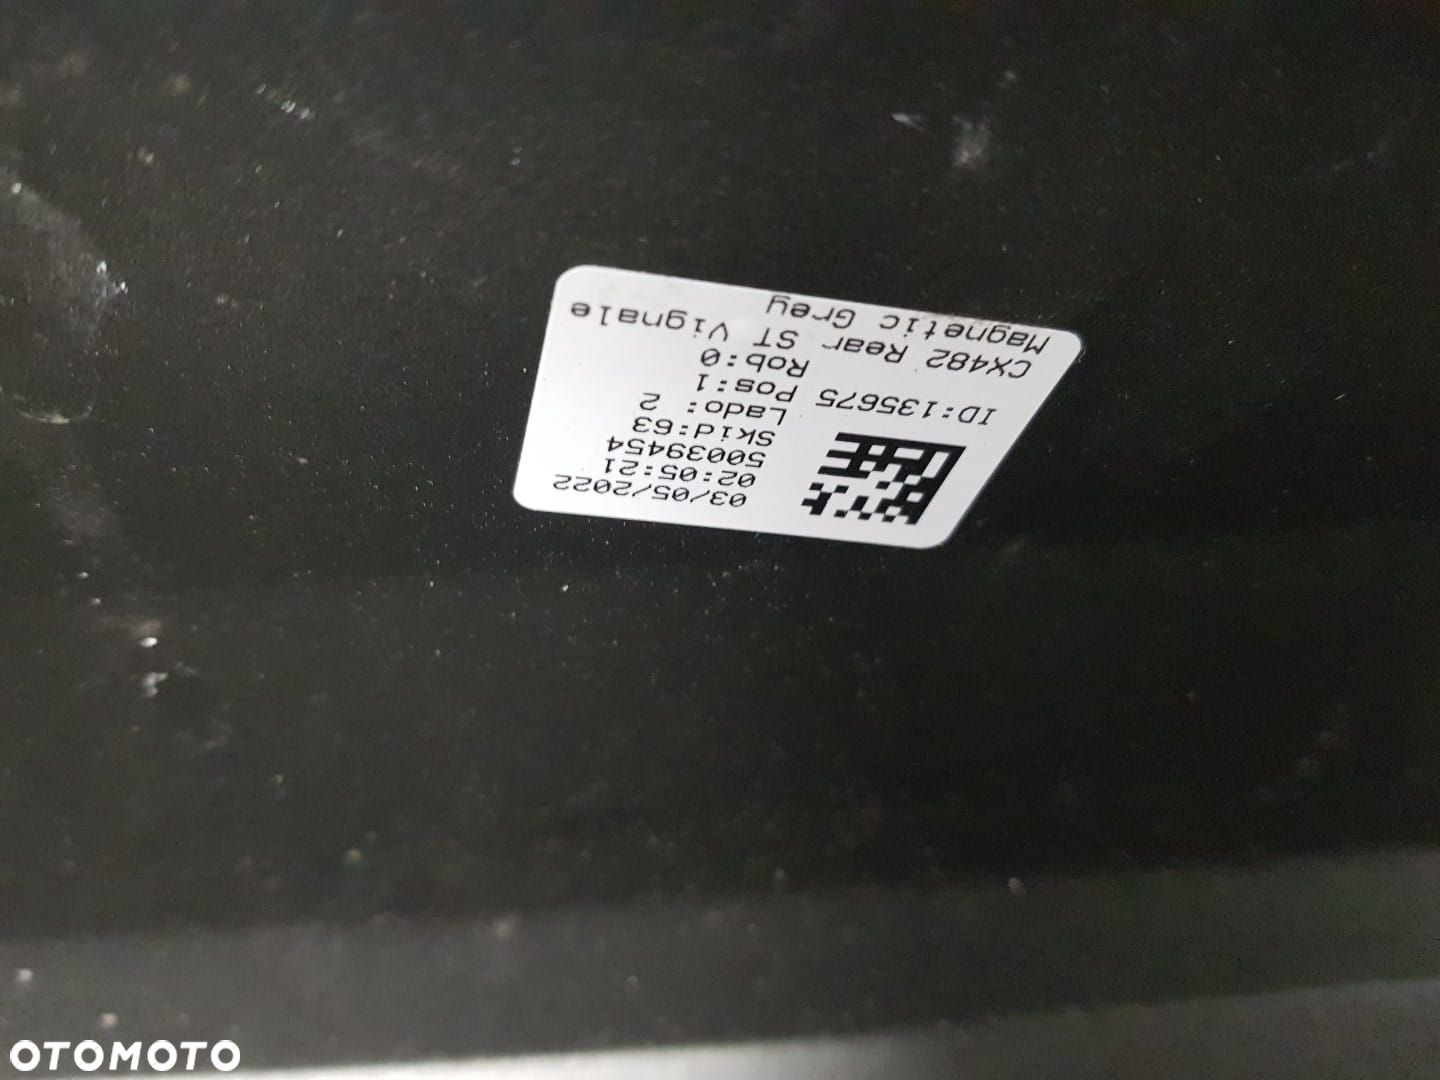 03/05/2022
02:05:21
50039454
Skid:63
Lado: 2
ID:135675 Pos:1
Rob:0
CX482 Rear ST Vignale
Magnetic Grey
OTOMOTO